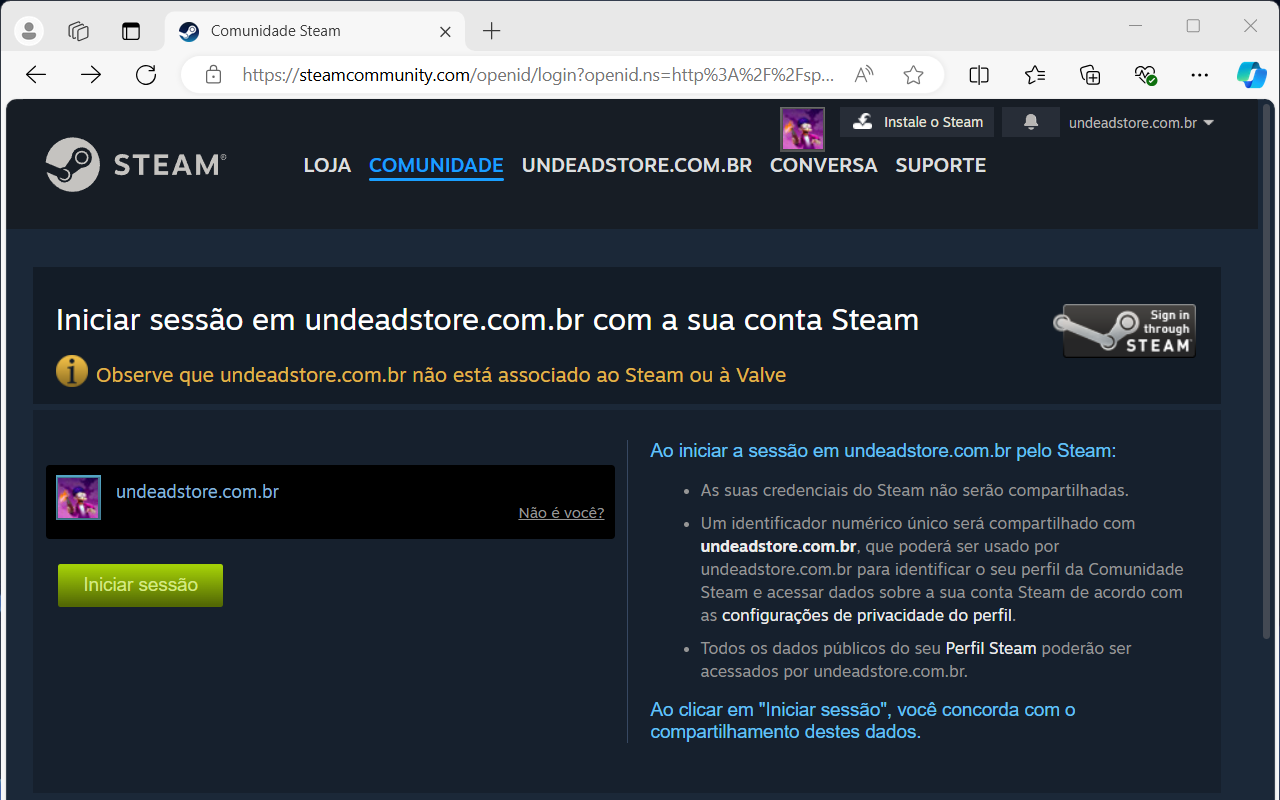 Comunidade Steam
https://steamcommunity.com/openid/login?openid.ns=http%3A%2F%2Fsp...
Instale o Steam
undeadstore.com.br
STEAM®
LOJA COMUNIDADE UNDEADSTORE.COM.BR CONVERSA SUPORTE
Iniciar sessão em undeadstore.com.br com a sua conta Steam
Sign in
through
STEAM
Observe que undeadstore.com.br não está associado ao Steam ou à Valve
undeadstore.com.br
Não é você?
Iniciar sessão
Ao iniciar a sessão em undeadstore.com.br pelo Steam:
• As suas credenciais do Steam não serão compartilhadas.
• Um identificador numérico único será compartilhado com
undeadstore.com.br, que poderá ser usado por
undeadstore.com.br para identificar o seu perfil da Comunidade
Steam e acessar dados sobre a sua conta Steam de acordo com
as configurações de privacidade do perfil.
• Todos os dados públicos do seu Perfil Steam poderão ser
acessados por undeadstore.com.br.
Ao clicar em "Iniciar sessão", você concorda com o
compartilhamento destes dados.